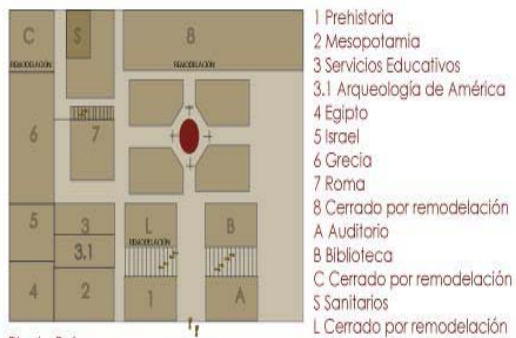 C
S
8
REMODELACIÓN
6
7
5
3
L
B
REMODELACIÓN
3.1
4
2
1
A
1 Prehistoria
2 Mesopotamia
3 Servicios Educativos
3.1 Arqueología de América
4 Egipto
5 Israel
6 Grecia
7 Roma
8 Cerrado por remodelación
A Auditorio
B Biblioteca
C Cerrado por remodelación
S Sanitarios
L Cerrado por remodelación